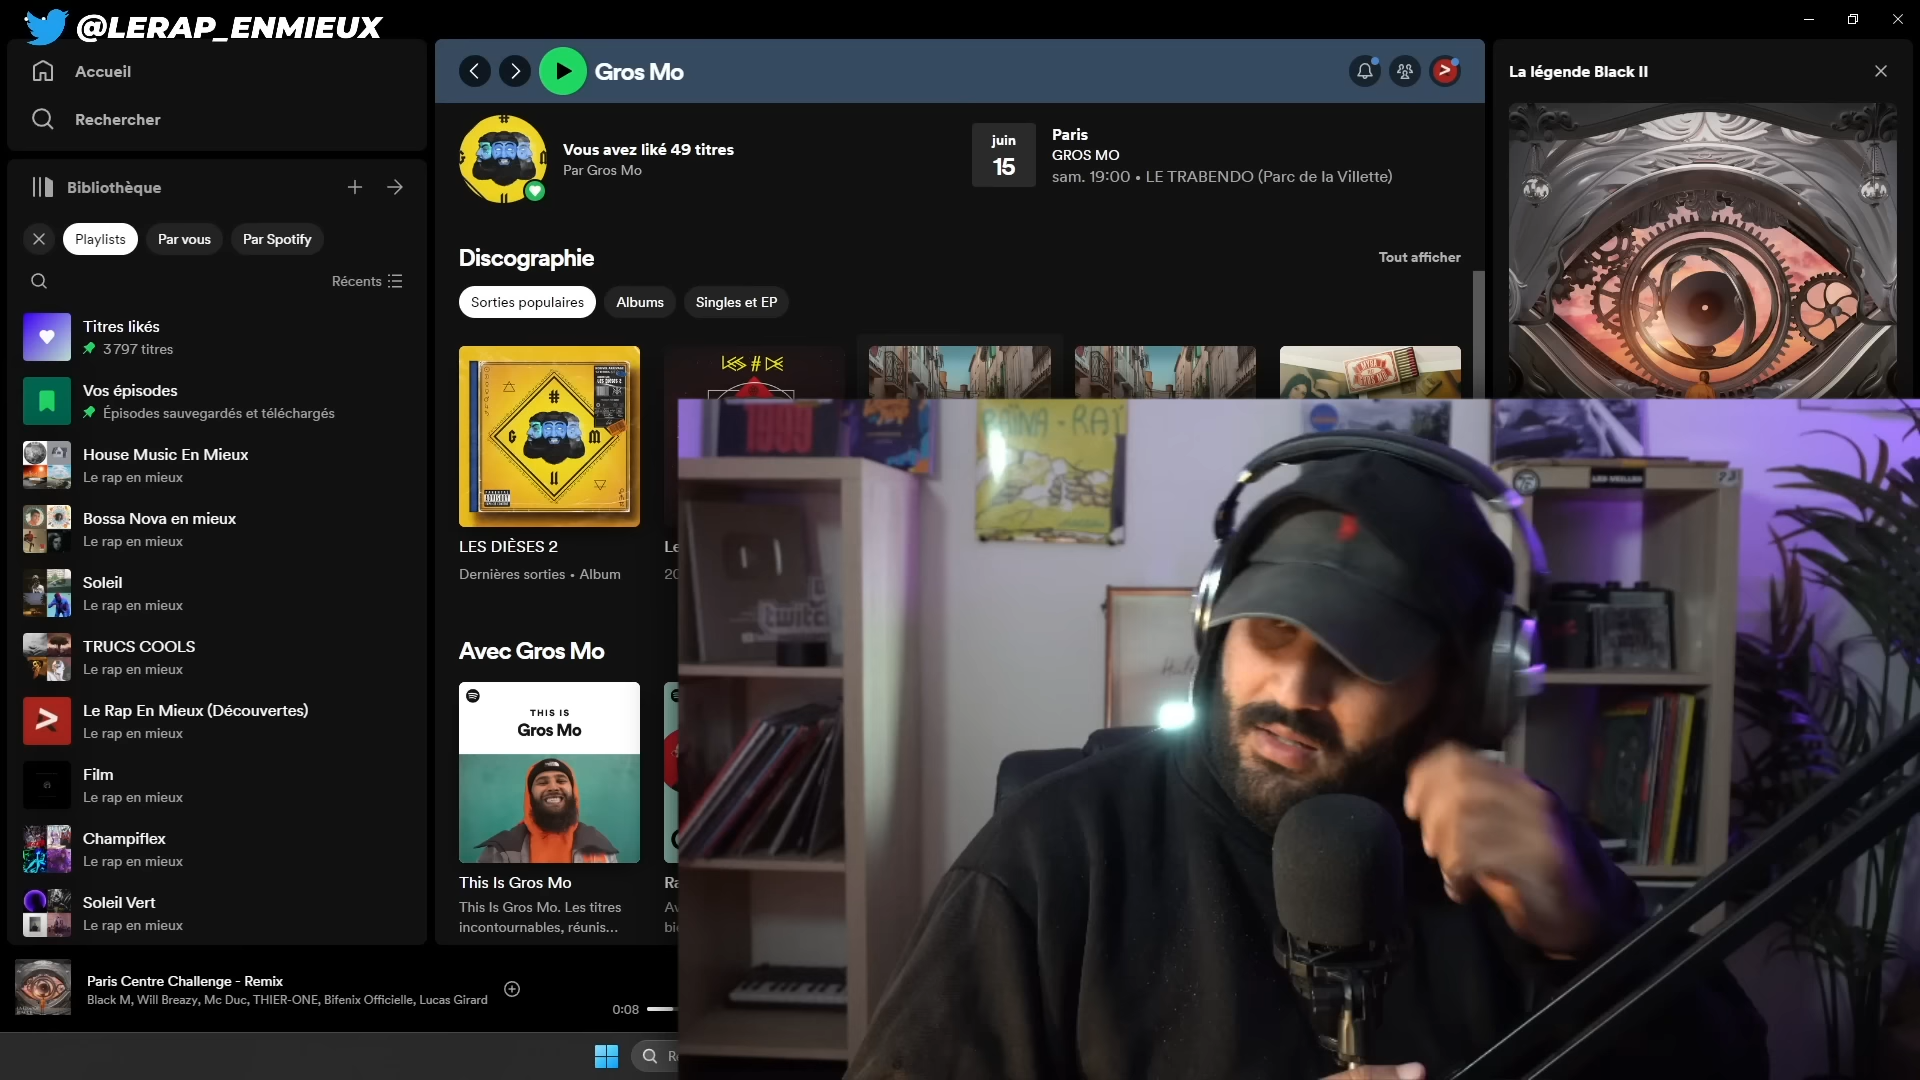 @LERAP_ENMIEUX
Accueil
Rechercher
Bibliothèque
Playlists
Par vous
Par Spotify
Récents
Titres likés
3 797 titres
Vos épisodes
Épisodes sauvegardés et téléchargés
House Music En Mieux
Le rap en mieux
Bossa Nova en mieux
Le rap en mieux
Soleil
Le rap en mieux
TRUCS COOLS
Le rap en mieux
Le Rap En Mieux (Découvertes)
Le rap en mieux
Film
Le rap en mieux
Champiflex
Le rap en mieux
Soleil Vert
Le rap en mieux
Paris Centre Challenge - Remix
Black M, Will Breazy, Mc Duc, THIER-ONE, Bifenix Officielle, Lucas Girard
0:08
Gros Mo
Vous avez liké 49 titres
Par Gros Mo
juin
15
Paris
GROS MO
sam. 19:00 • LE TRABENDO (Parc de la Villette)
Discographie
Tout afficher
Sorties populaires
Albums
Singles et EP
LES DIÈSES 2
Dernières sorties • Album
Le
20
Avec Gros Mo
THIS IS
Gros Mo
This Is Gros Mo
This Is Gros Mo. Les titres
incontournables, réunis...
La légende Black II
PAÏNA - RAÏ
twitch